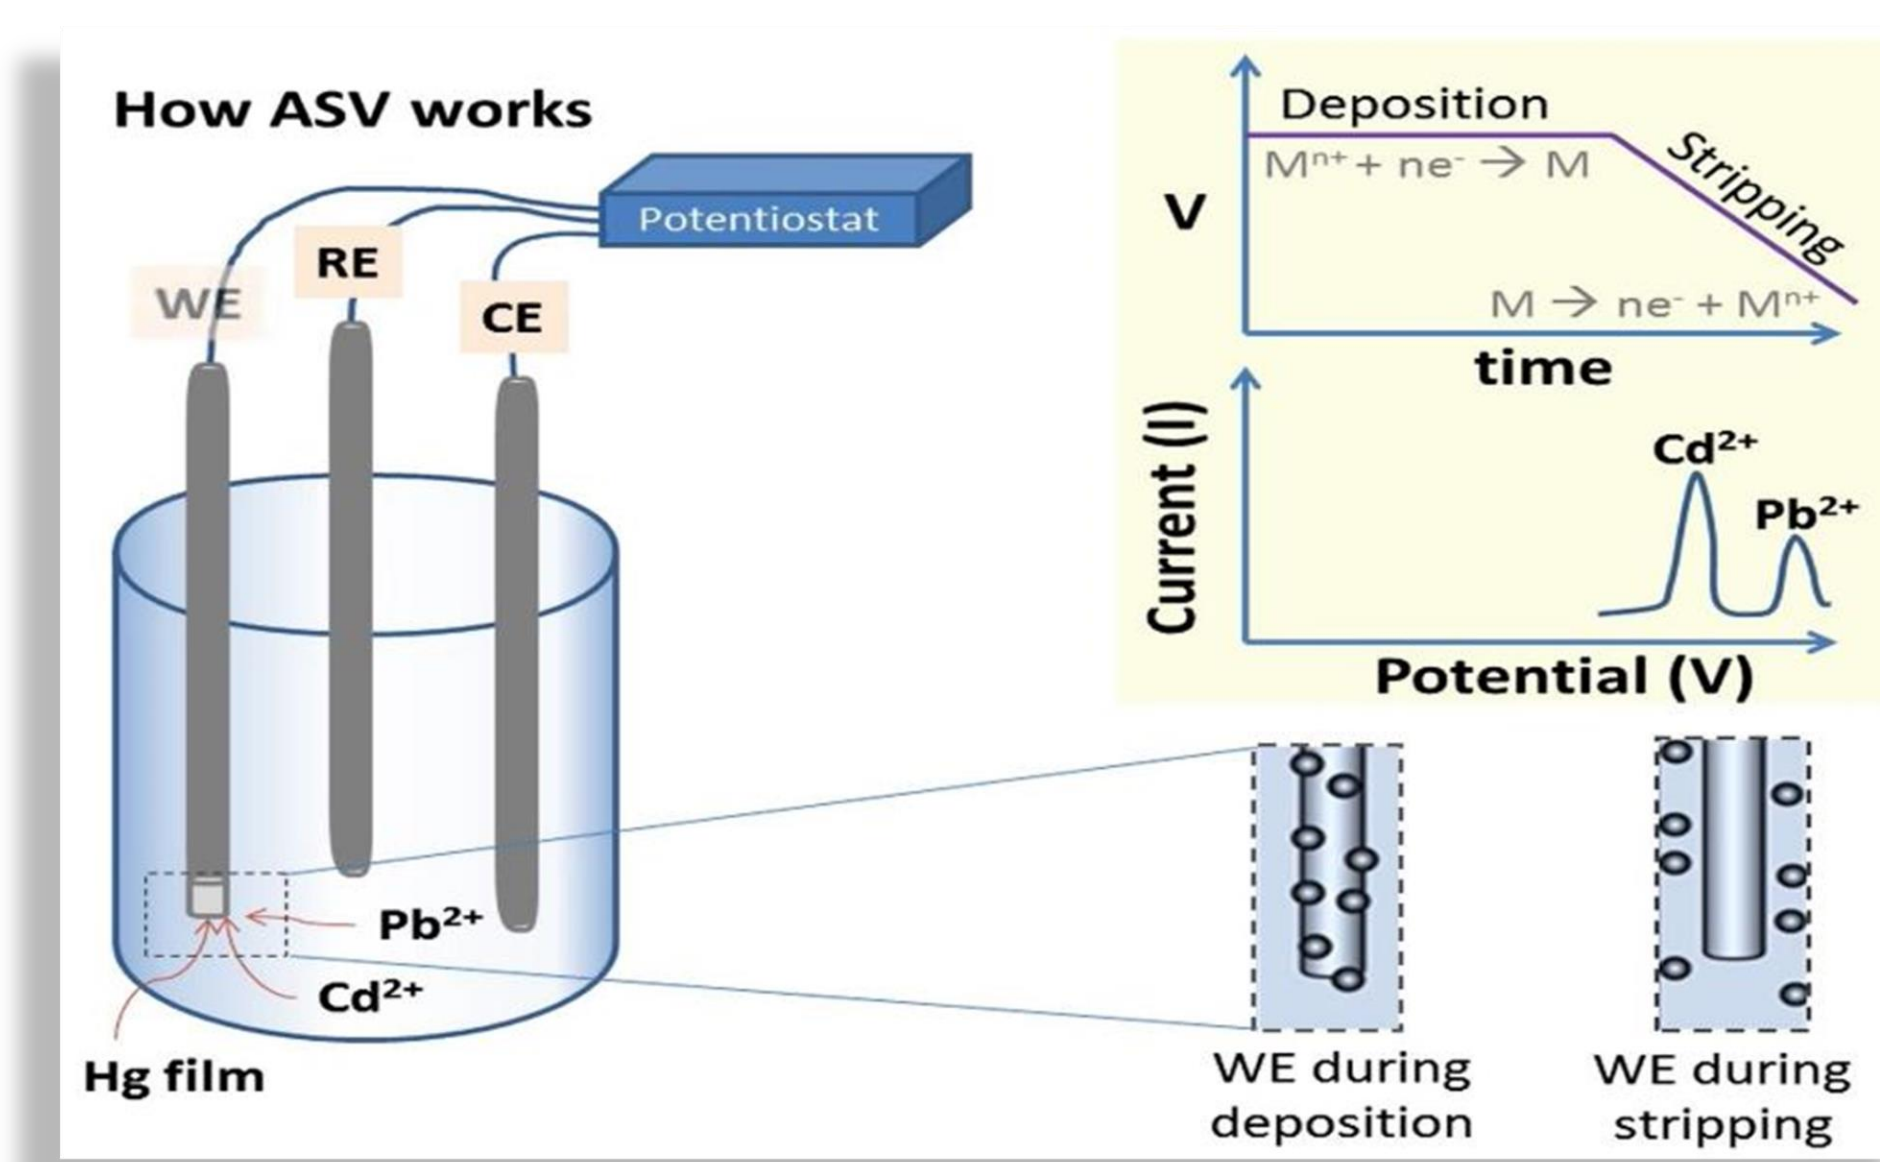 How ASV works
Potentiostat
WE
RE
CE
Pb²⁺
Cd²⁺
Hg film
Deposition
Mⁿ⁺ + ne⁻ → M
Stripping
V
M → ne⁻ + Mⁿ⁺
time
Current (I)
Cd²⁺
Pb²⁺
Potential (V)
WE during
deposition
WE during
stripping